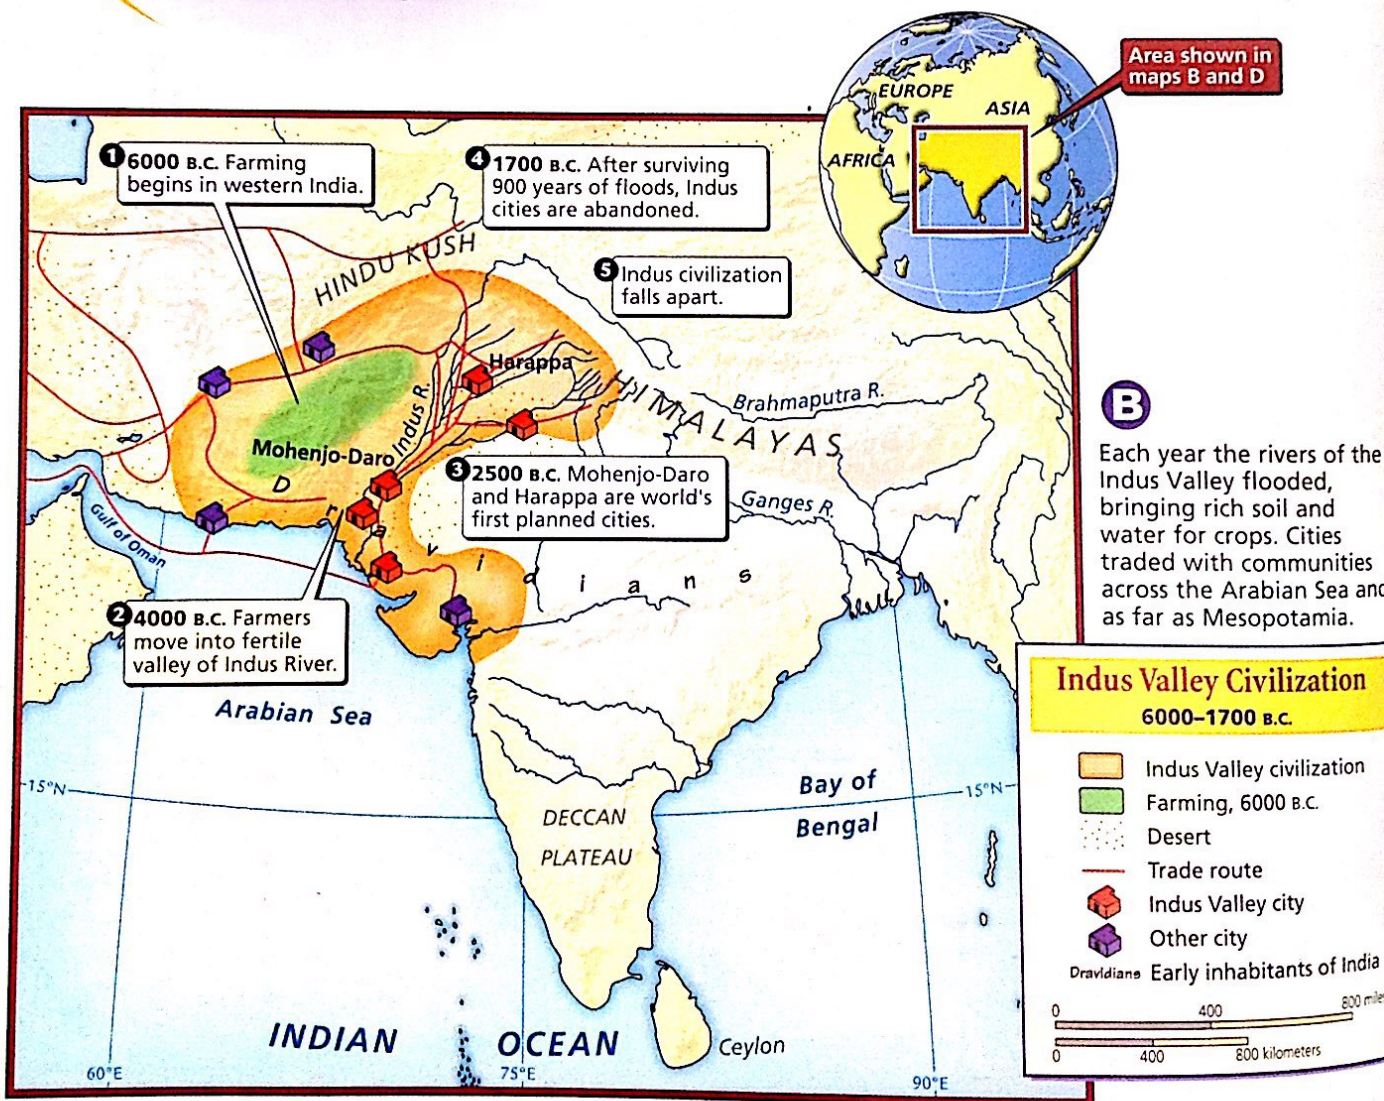 Area shown in
maps B and D
EUROPE
ASIA
AFRICA
1 6000 B.C. Farming
begins in western India.
4 1700 B.C. After surviving
900 years of floods, Indus
cities are abandoned.
HINDU KUSH
5 Indus civilization
falls apart.
Harappa
Indus R.
HIMALAYAS
Brahmaputra R.
Mohenjo-Daro
3 2500 B.C. Mohenjo-Daro
and Harappa are world's
first planned cities.
Ganges R.
Dravidians
Gulf of Oman
2 4000 B.C. Farmers
move into fertile
valley of Indus River.
Arabian Sea
15°N
Bay of
Bengal
15°N
DECCAN
PLATEAU
INDIAN OCEAN
Ceylon
60°E
75°E
90°E
B
Each year the rivers of the
Indus Valley flooded,
bringing rich soil and
water for crops. Cities
traded with communities
across the Arabian Sea and
as far as Mesopotamia.
Indus Valley Civilization
6000–1700 B.C.
Indus Valley civilization
Farming, 6000 B.C.
Desert
Trade route
Indus Valley city
Other city
Dravidians Early inhabitants of India
0 400 800 miles
0 400 800 kilometers